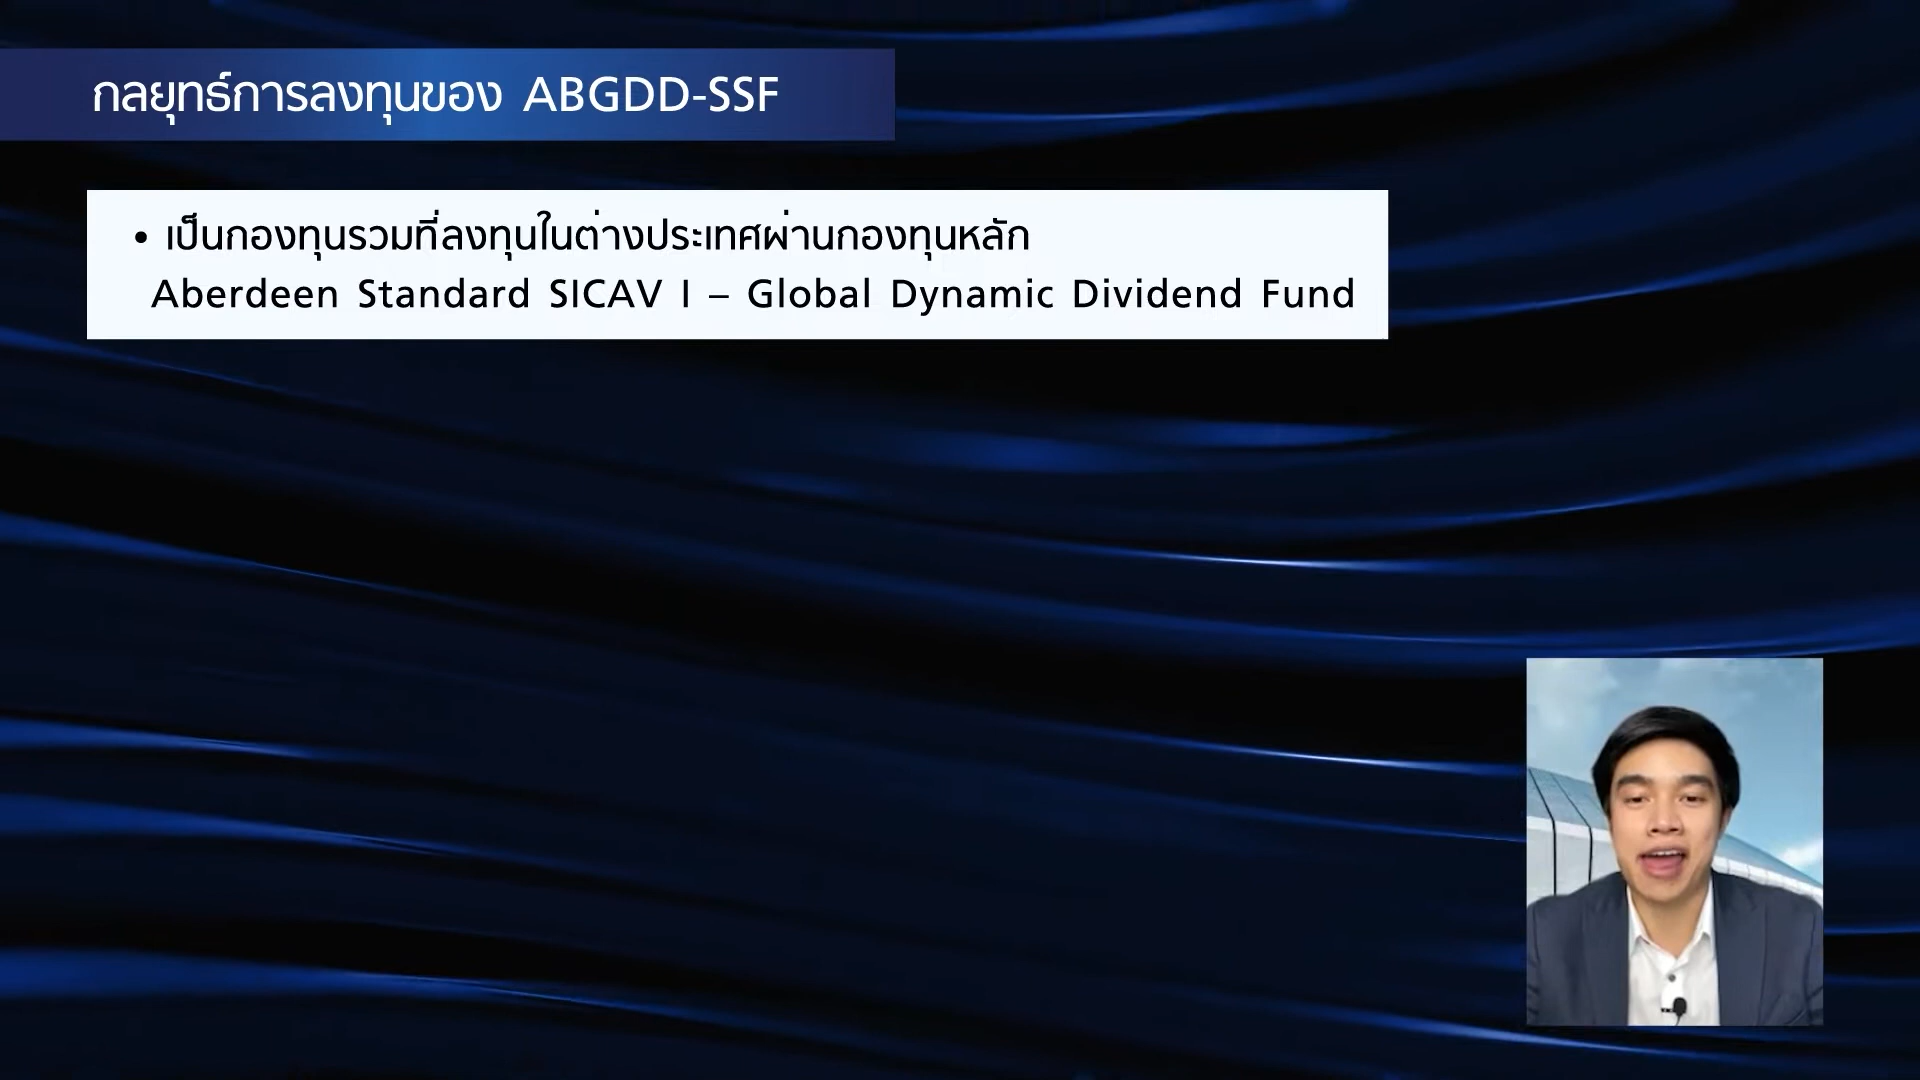 กลยุทธ์การลงทุนของ ABGDD-SSF
• เป็นกองทุนรวมที่ลงทุนในต่างประเทศผ่านกองทุนหลัก
Aberdeen Standard SICAV I – Global Dynamic Dividend Fund